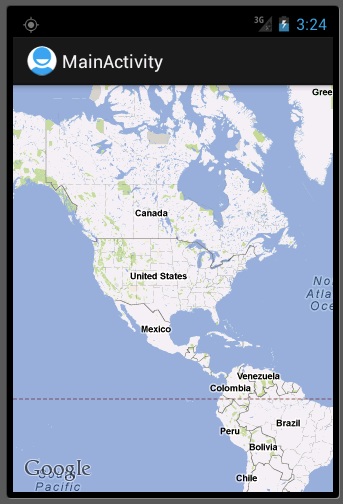 3G 3:24
MainActivity
Gree
Canada
United States
No
Atla
Oce
Mexico
Venezuela
Colombia
Brazil
Peru
Bolivia
Google
Pacific
Chile